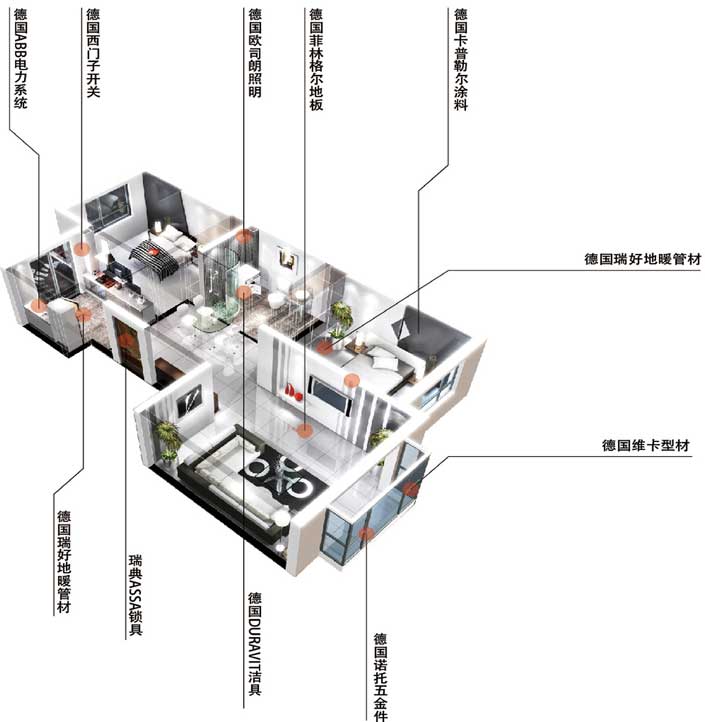 德国ABB电力系统
德国西门子开关
德国欧司朗照明
德国菲林格尔地板
德国卡普勒尔涂料
德国瑞好地暖管材
德国维卡型材
德国瑞好地暖管材
瑞典ASSA锁具
德国DURAVIT洁具
德国诺托五金件